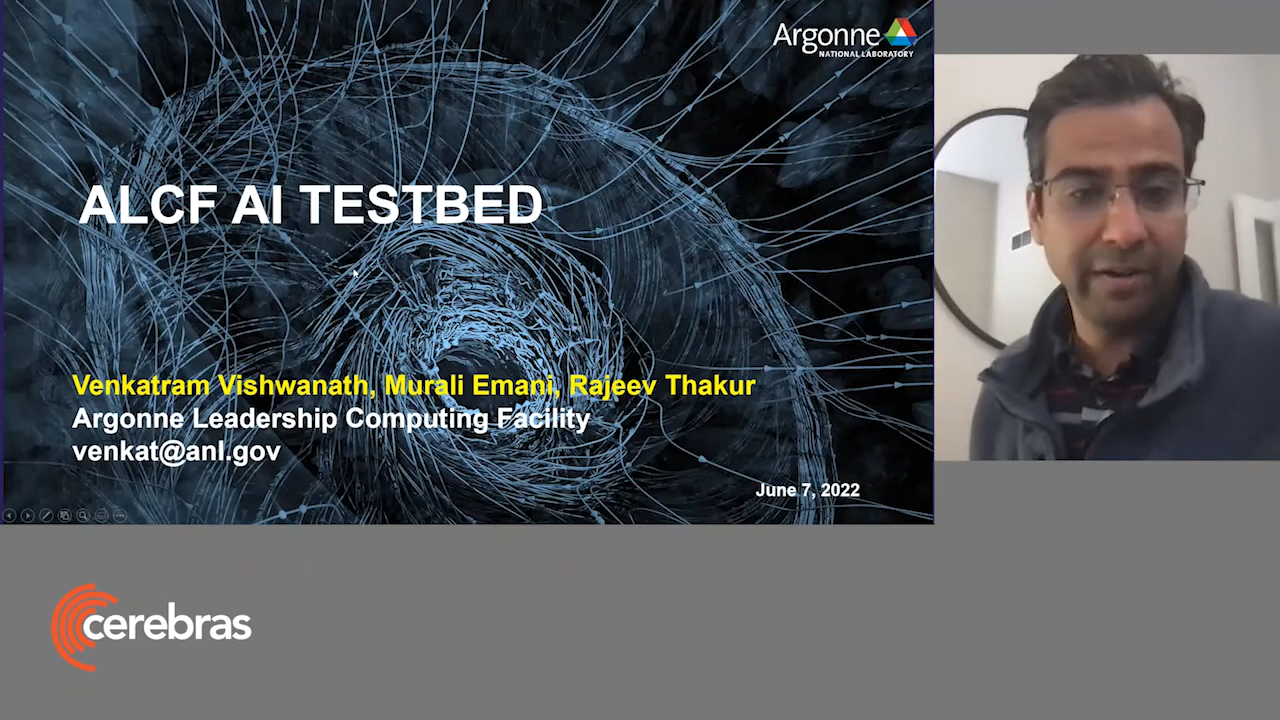 Argonne
NATIONAL LABORATORY
ALCF AI TESTBED
Venkatram Vishwanath, Murali Emani, Rajeev Thakur
Argonne Leadership Computing Facility
venkat@anl.gov
June 7, 2022
cerebras